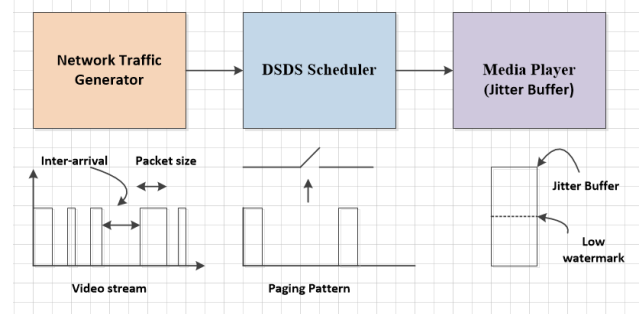 Network Traffic
Generator
DSDS Scheduler
Media Player
(Jitter Buffer)
Inter-arrival
Packet size
Jitter Buffer
Low
watermark
Video stream
Paging Pattern